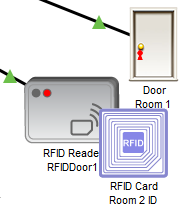 Door
Room 1
RFID Reade
RFIDDoor1
RFID
RFID Card
Room 2 ID